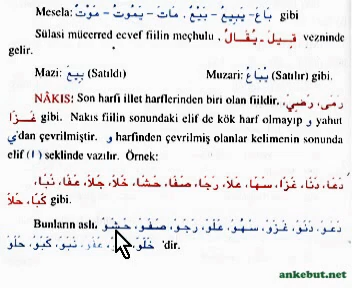 Mesela: بَاعَ - يَبِيعُ - بَيْعٌ , مَاتَ - يَمُوتُ - مَوْتٌ gibi
Sülasi mücerred ecvef fiilin meçhulu قِيلَ - يُقَالُ vezninde
gelir.
Mazi: بِيعَ (Satıldı) Muzari: يُبَاعُ (Satılır) gibi.
NÂKIS: Son harfi illet harflerinden biri olan fiildir. رَمَى، رَضِيَ،
غَزَا gibi. Nakıs fiilin sonundaki elif de kök harf olmayıp و yahut
ي'dan çevrilmiştir. و harfinden çevrilmiş olanlar kelimenin sonunda
elif (ا) şeklinde yazılır. Örnek:
دَعَا، دَنَا، غَزَا، سَهَا، عَلَا، رَجَا، صَفَا، حَشَا، خَلَا، جَلَا، عَفَا، نَبَا،
كَبَا، حَلَا gibi.
Bunların aslı, دَعَوَ، دَنَوَ، غَزَوَ، سَهَوَ، عَلَوَ، رَجَوَ، صَفَوَ، حَشَوَ،
خَلَوَ، جَلَوَ، عَفَوَ، نَبَوَ، كَبَوَ، حَلَوَ 'dir.
ankebut.net